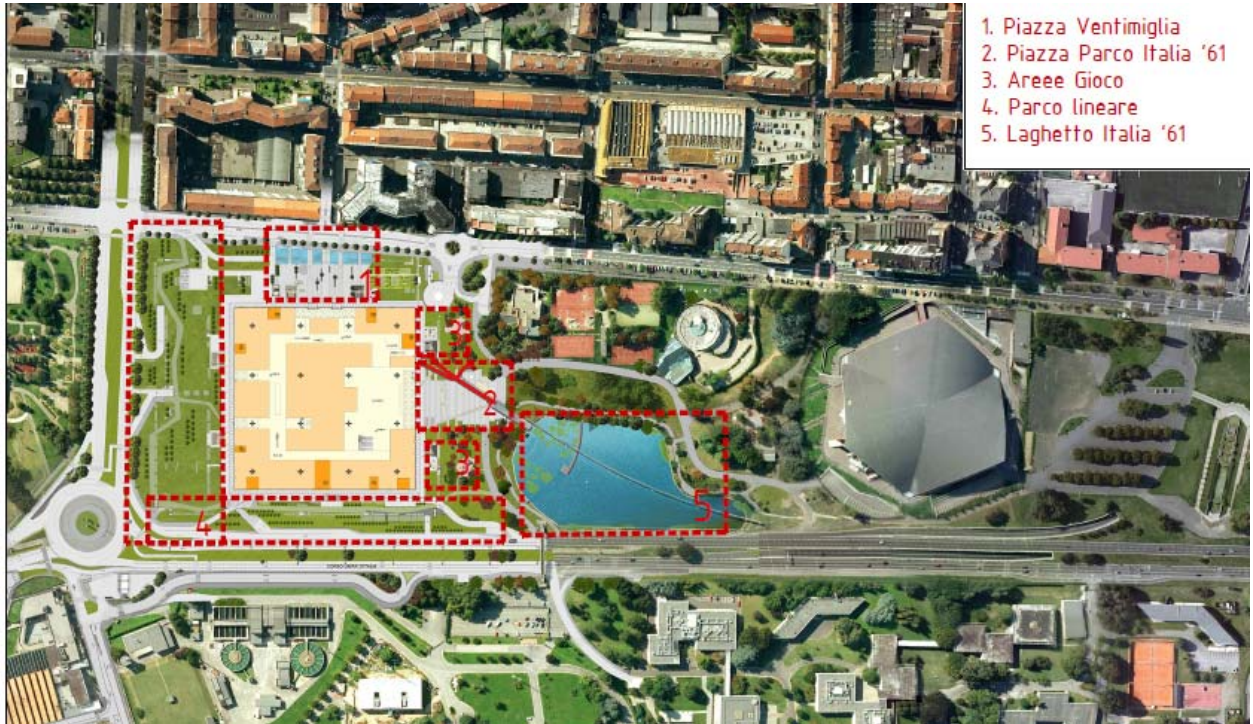 1. Piazza Ventimiglia
2. Piazza Parco Italia '61
3. Areee Gioco
4. Parco lineare
5. Laghetto Italia '61
1
3
2
3
4
5